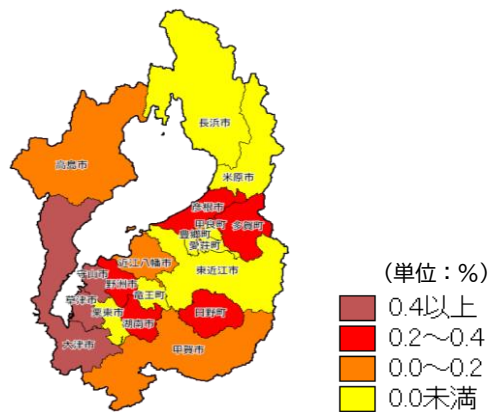 長浜市
高島市
米原市
彦根市
甲良町
多賀町
豊郷町
愛荘町
近江八幡市
東近江市
守山市
野洲市
竜王町
草津市
栗東市
湖南市
日野町
大津市
甲賀市
（単位：％）
0.4以上
0.2～0.4
0.0～0.2
0.0未満